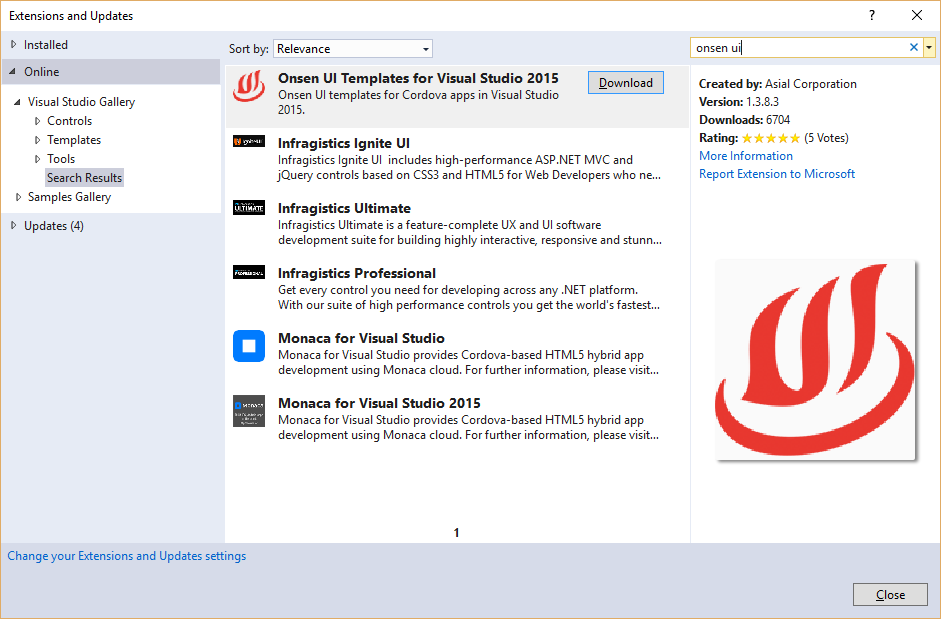 Extensions and Updates
?
Installed
Online
Visual Studio Gallery
Controls
Templates
Tools
Search Results
Samples Gallery
Updates (4)
Sort by: Relevance
Onsen UI Templates for Visual Studio 2015
Onsen UI templates for Cordova apps in Visual Studio
2015.
Download
IgniteUI
Infragistics Ignite UI
Infragistics Ignite UI includes high-performance ASP.NET MVC and
jQuery controls based on CSS3 and HTML5 for Web Developers who ne...
ULTIMATE
Infragistics Ultimate
Infragistics Ultimate is a feature-complete UX and UI software
development suite for building highly interactive, responsive and stunn...
PROFESSIONAL
Infragistics Professional
Get every control you need for developing across any .NET platform.
With our suite of high performance controls you get the world's fastest...
Monaca for Visual Studio
Monaca for Visual Studio provides Cordova-based HTML5 hybrid app
development using Monaca cloud. For further information, please visit...
Monaca
Monaca for Visual Studio 2015
Monaca for Visual Studio provides Cordova-based HTML5 hybrid app
development using Monaca cloud. For further information, please visit...
1
onsen ui
Created by: Asial Corporation
Version: 1.3.8.3
Downloads: 6704
Rating: (5 Votes)
More Information
Report Extension to Microsoft
Change your Extensions and Updates settings
Close